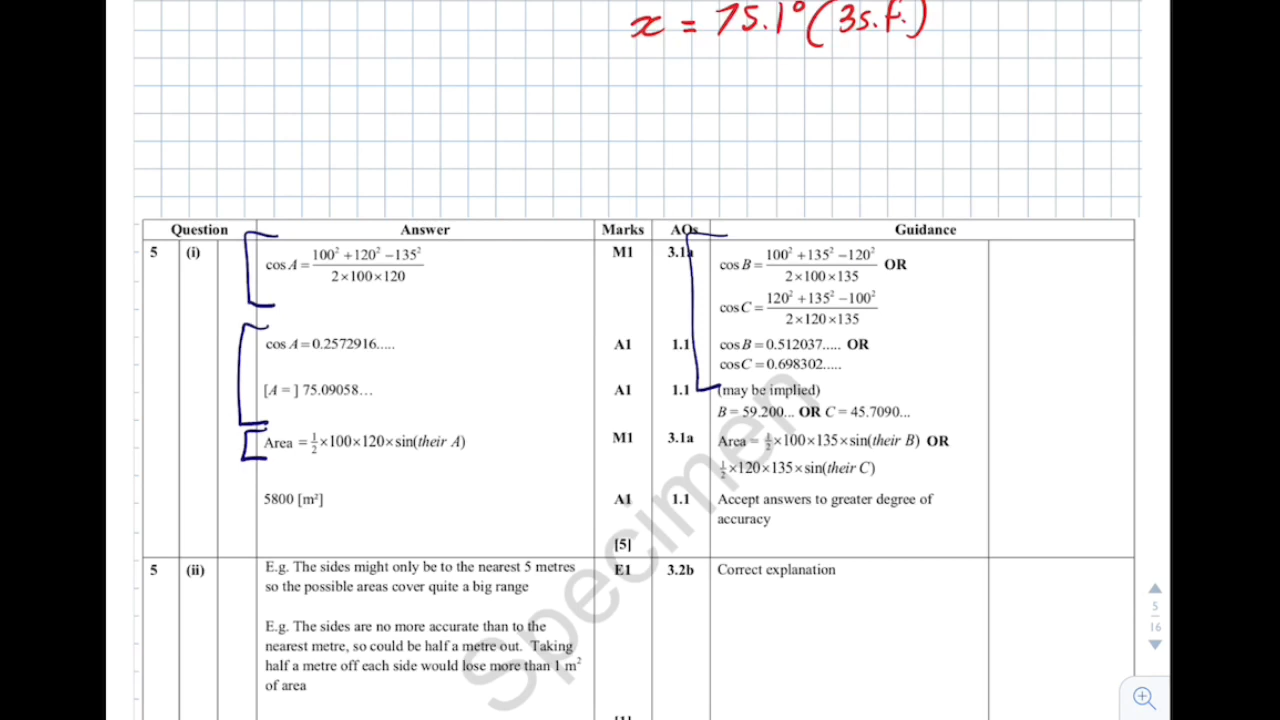 x = 75.1° (3s.f.)
Question Answer Marks AOs Guidance
5 (i) cos A = (100² + 120² − 135²) / (2×100×120) M1 3.1a cos B = (100² + 135² − 120²) / (2×100×135) OR
cos C = (120² + 135² − 100²) / (2×120×135)
cos A = 0.2572916..... A1 1.1 cos B = 0.512037..... OR
cos C = 0.698302.....
[A = ] 75.09058... A1 1.1 (may be implied)
B = 59.200... OR C = 45.7090...
Area = ½×100×120×sin(their A) M1 3.1a Area = ½×100×135×sin(their B) OR
½×120×135×sin(their C)
5800 [m²] A1 1.1 Accept answers to greater degree of
accuracy
[5]
5 (ii) E.g. The sides might only be to the nearest 5 metres E1 3.2b Correct explanation
so the possible areas cover quite a big range
E.g. The sides are no more accurate than to the
nearest metre, so could be half a metre out. Taking
half a metre off each side would lose more than 1 m²
of area
[1]
Specimen
5
16